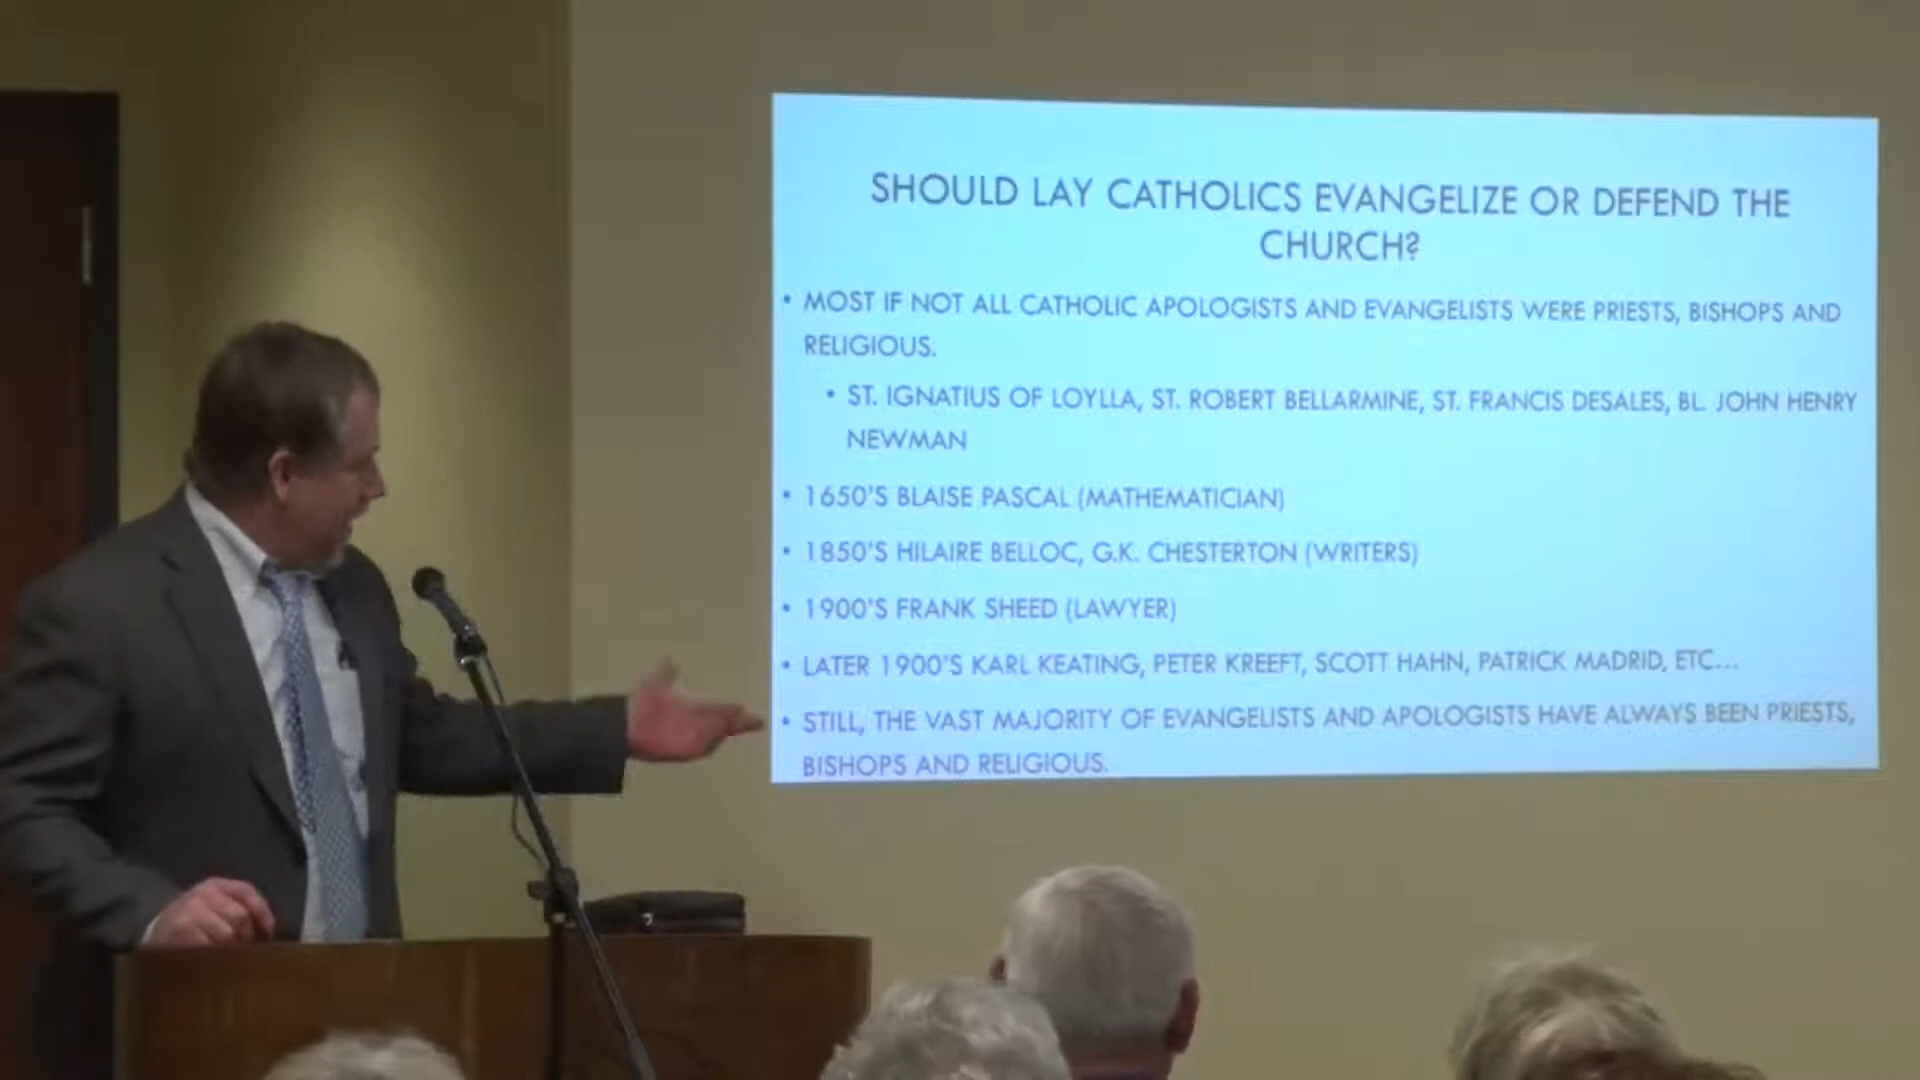 SHOULD LAY CATHOLICS EVANGELIZE OR DEFEND THE
CHURCH?
• MOST IF NOT ALL CATHOLIC APOLOGISTS AND EVANGELISTS WERE PRIESTS, BISHOPS AND
RELIGIOUS.
• ST. IGNATIUS OF LOYLLA, ST. ROBERT BELLARMINE, ST. FRANCIS DESALES, BL. JOHN HENRY
NEWMAN
• 1650'S BLAISE PASCAL (MATHEMATICIAN)
• 1850'S HILAIRE BELLOC, G.K. CHESTERTON (WRITERS)
• 1900'S FRANK SHEED (LAWYER)
• LATER 1900'S KARL KEATING, PETER KREEFT, SCOTT HAHN, PATRICK MADRID, ETC...
• STILL, THE VAST MAJORITY OF EVANGELISTS AND APOLOGISTS HAVE ALWAYS BEEN PRIESTS,
BISHOPS AND RELIGIOUS.